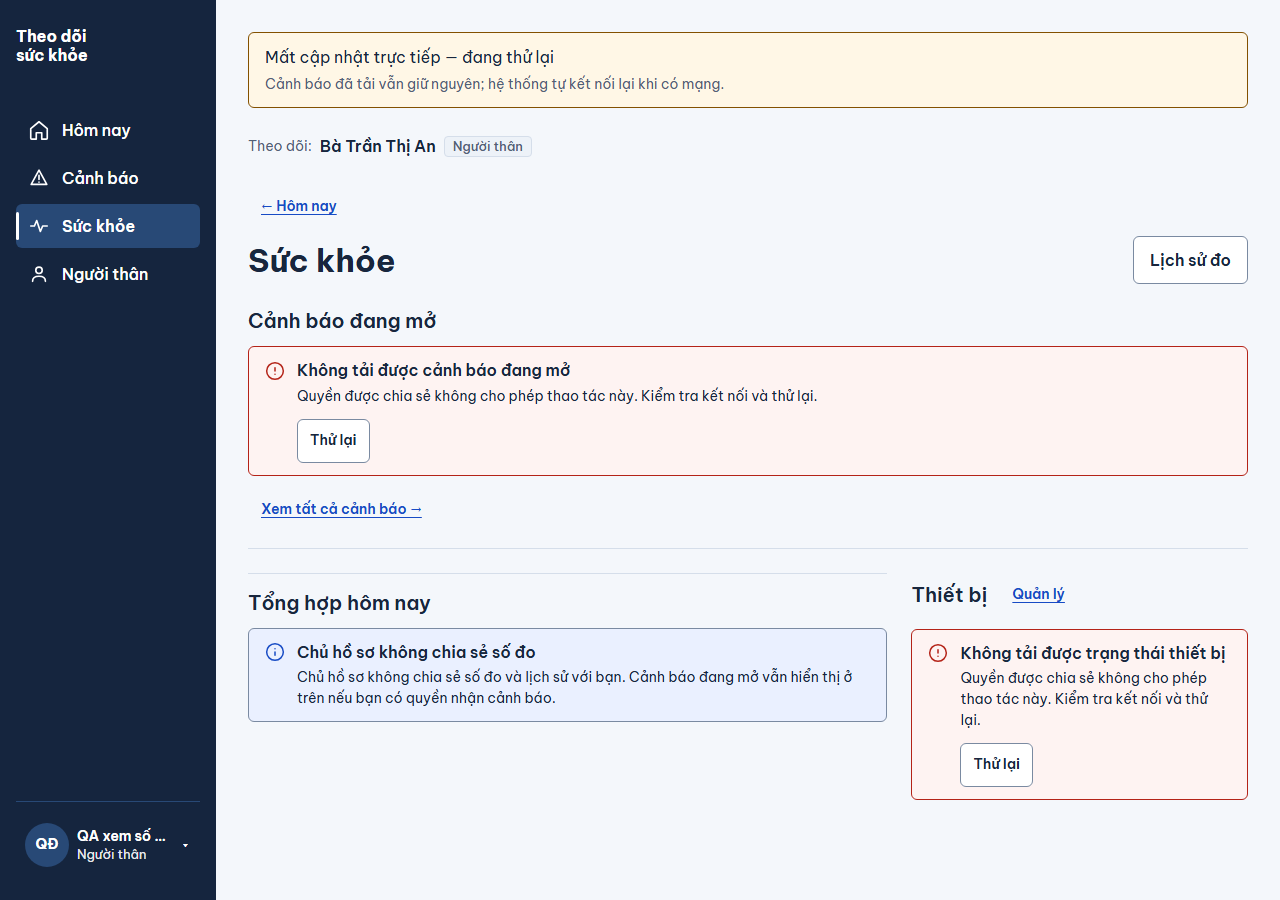 Theo dõi
sức khỏe
Hôm nay
Cảnh báo
Sức khỏe
Người thân
QĐ
QA xem số ...
Người thân
Mất cập nhật trực tiếp — đang thử lại
Cảnh báo đã tải vẫn giữ nguyên; hệ thống tự kết nối lại khi có mạng.
Theo dõi: Bà Trần Thị An Người thân
← Hôm nay
Sức khỏe
Lịch sử đo
Cảnh báo đang mở
Không tải được cảnh báo đang mở
Quyền được chia sẻ không cho phép thao tác này. Kiểm tra kết nối và thử lại.
Thử lại
Xem tất cả cảnh báo →
Tổng hợp hôm nay
Chủ hồ sơ không chia sẻ số đo
Chủ hồ sơ không chia sẻ số đo và lịch sử với bạn. Cảnh báo đang mở vẫn hiển thị ở
trên nếu bạn có quyền nhận cảnh báo.
Thiết bị Quản lý
Không tải được trạng thái thiết bị
Quyền được chia sẻ không cho phép
thao tác này. Kiểm tra kết nối và thử
lại.
Thử lại